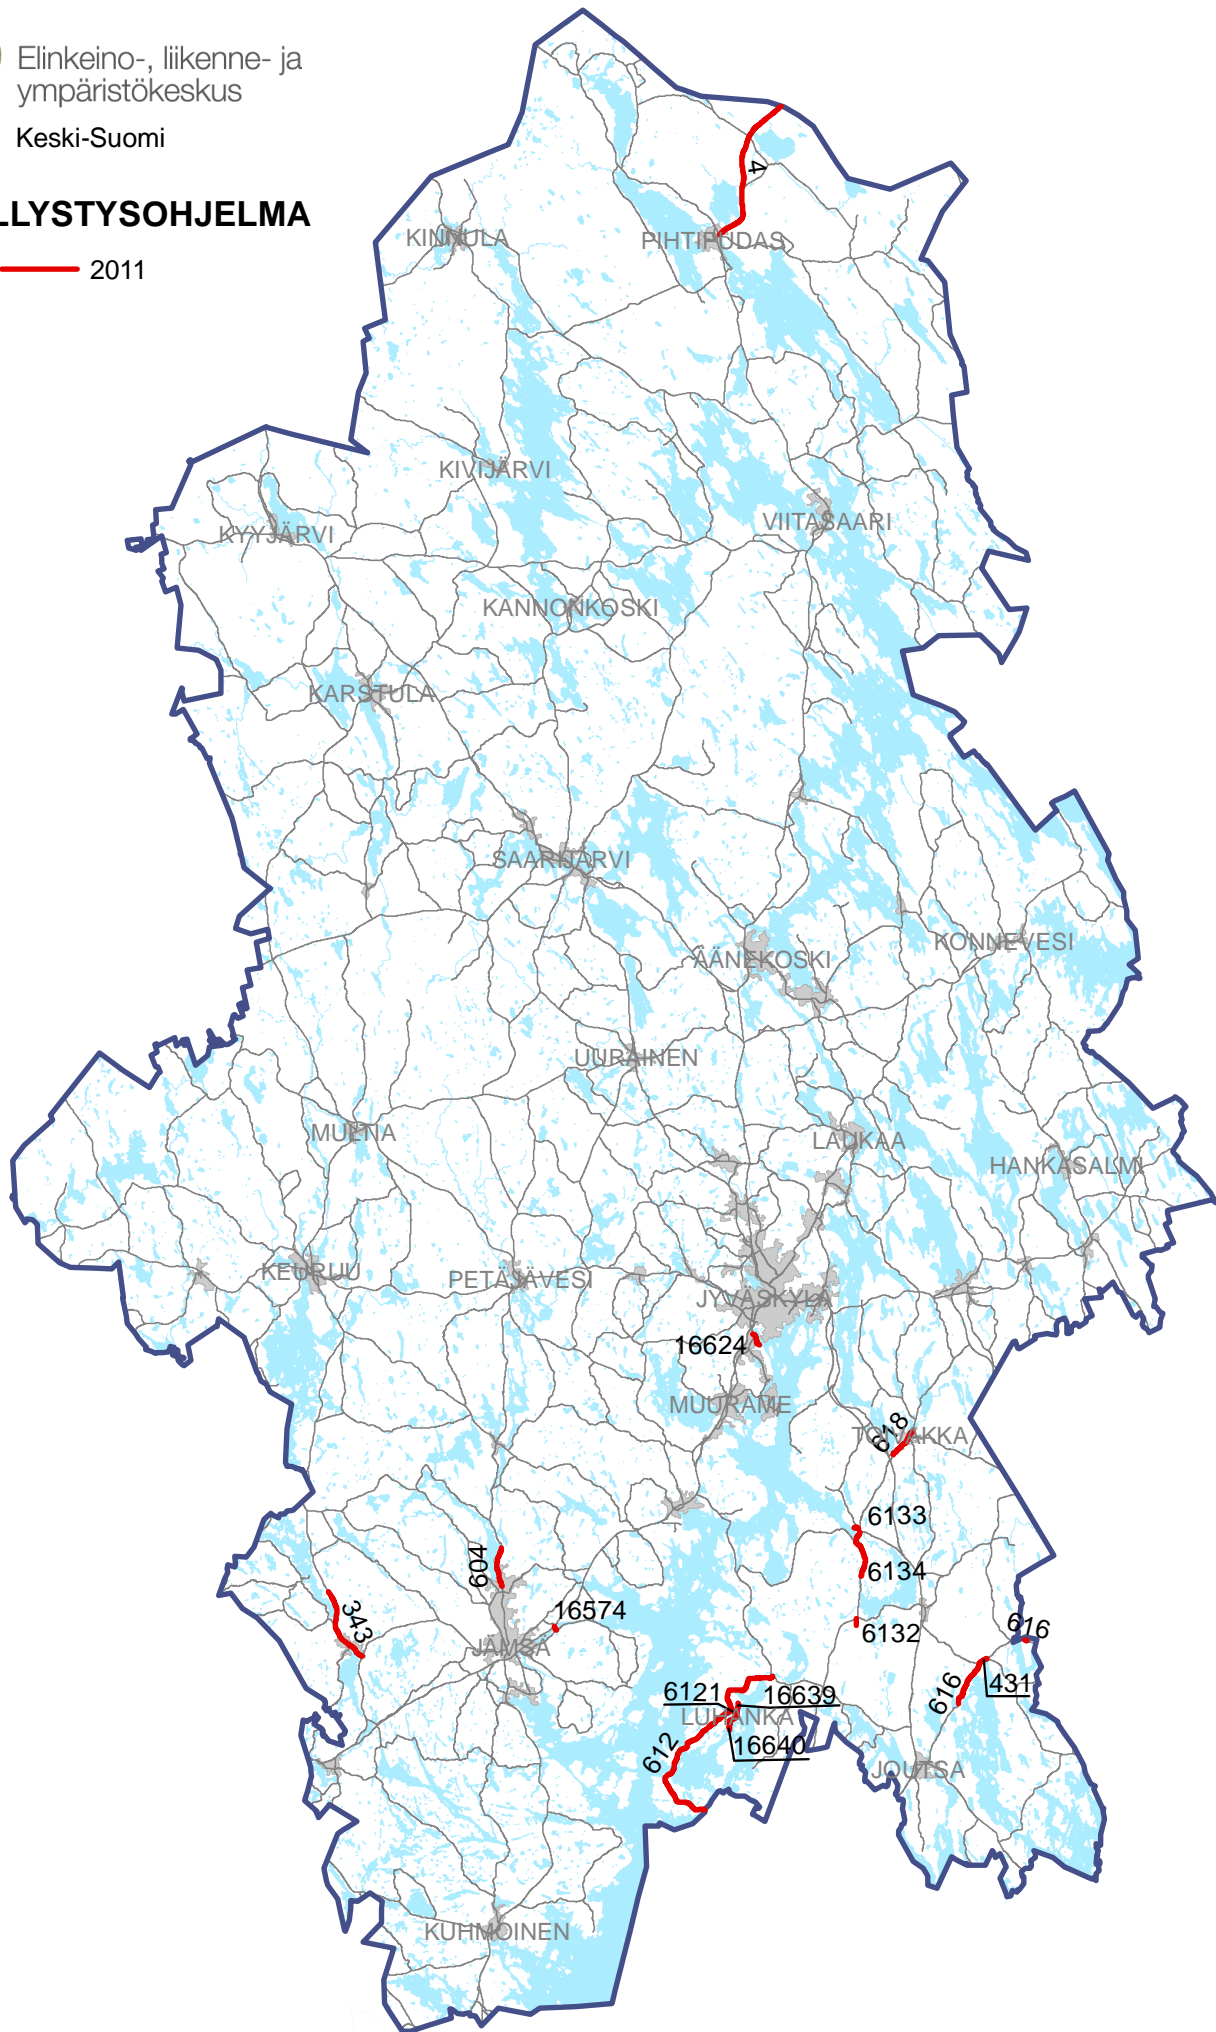 Elinkeino-, liikenne- ja
ympäristökeskus
Keski-Suomi
LLYSTYSOHJELMA
2011
4
KINNULA
PIHTIPUDAS
KIVIJÄRVI
VIITASAARI
KYYJÄRVI
KANNONKOSKI
KARSTULA
SAARIJÄRVI
KONNEVESI
ÄÄNEKOSKI
UURAINEN
MULTIA
LAUKAA
HANKASALMI
KEURUU
PETÄJÄVESI
JYVÄSKYLÄ
16624
MUURAME
618
TOIVAKKA
6133
604
6134
343
16574
6132
616
JÄMSÄ
431
616
6121
16639
LUHANKA
612
16640
JOUTSA
KUHMOINEN